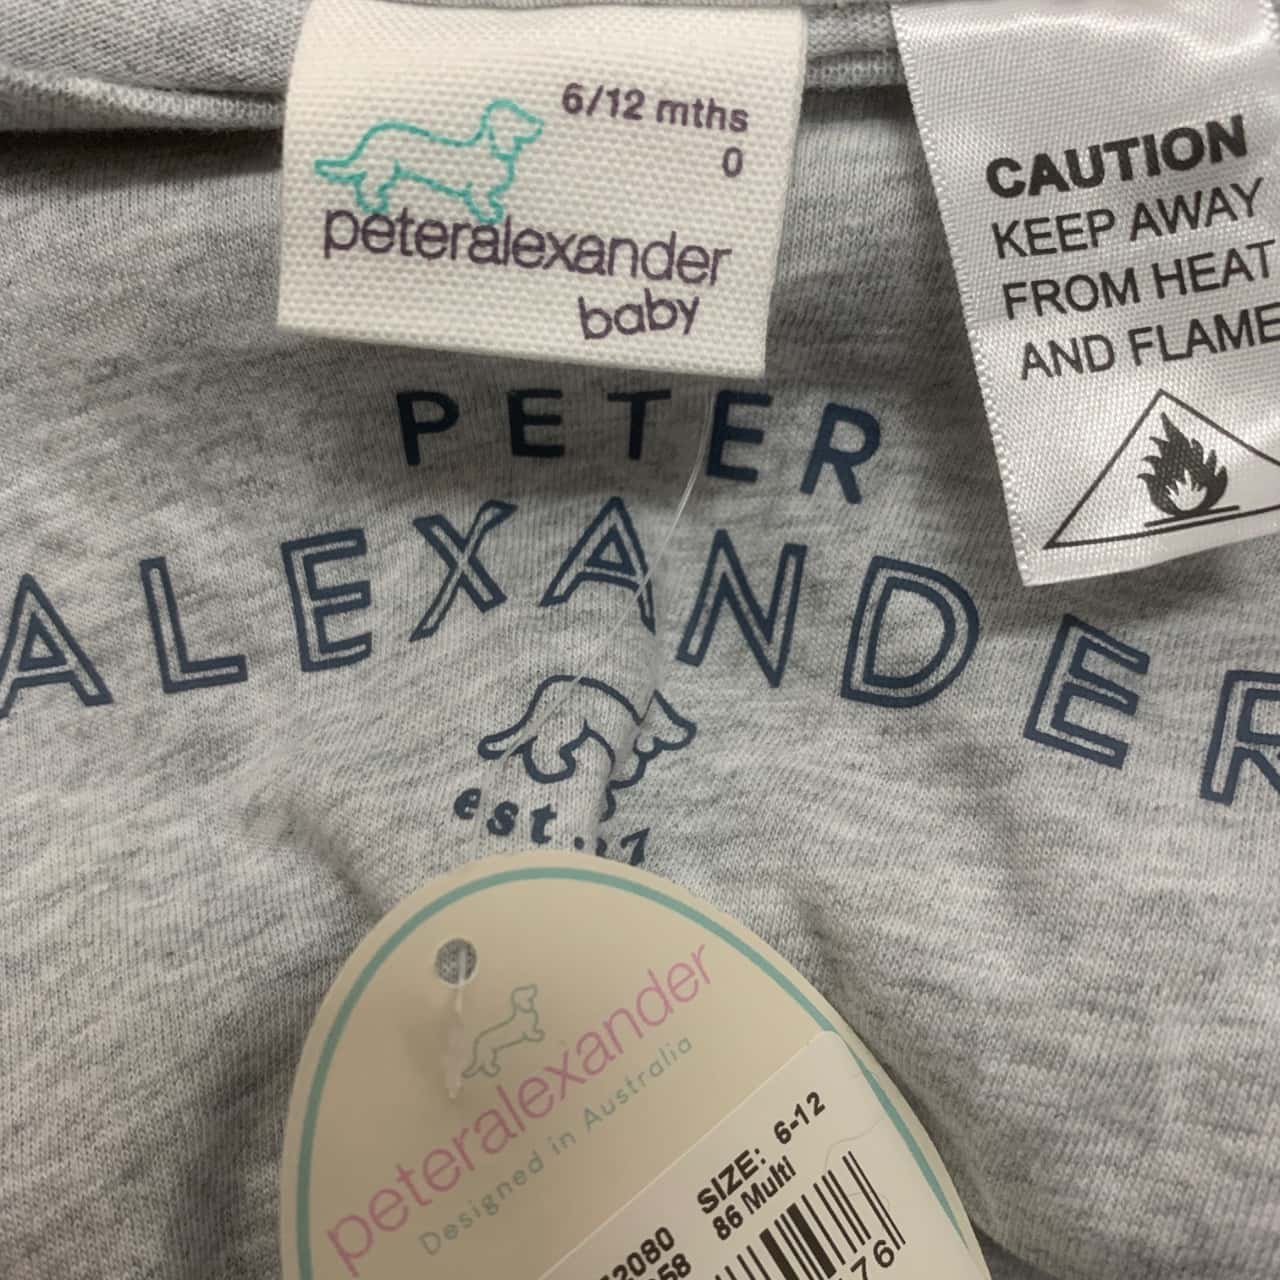 6/12 mths
0
peteralexander
baby
CAUTION
KEEP AWAY
FROM HEAT
AND FLAME
PETER
ALEXANDER
est.
peteralexander
Designed in Australia
SIZE: 6-12
86 Multi